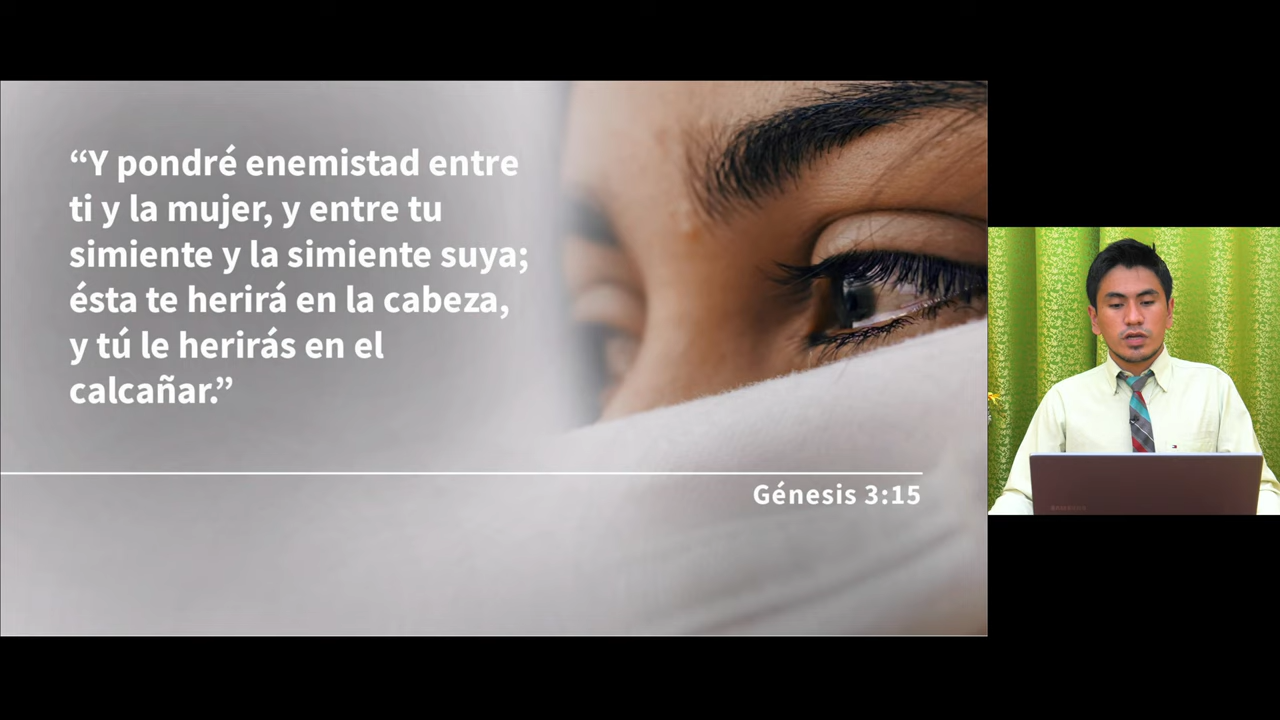 “Y pondré enemistad entre
ti y la mujer, y entre tu
simiente y la simiente suya;
ésta te herirá en la cabeza,
y tú le herirás en el
calcañar.”
Génesis 3:15